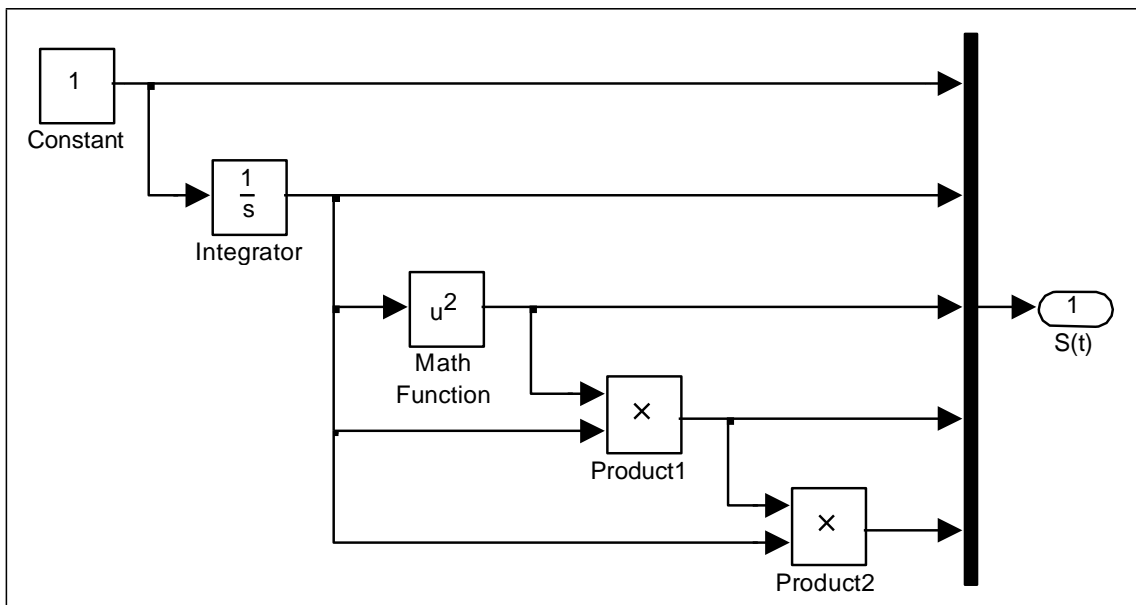 1
Constant
1
s
Integrator
u2
Math
Function
×
Product1
×
Product2
1
S(t)